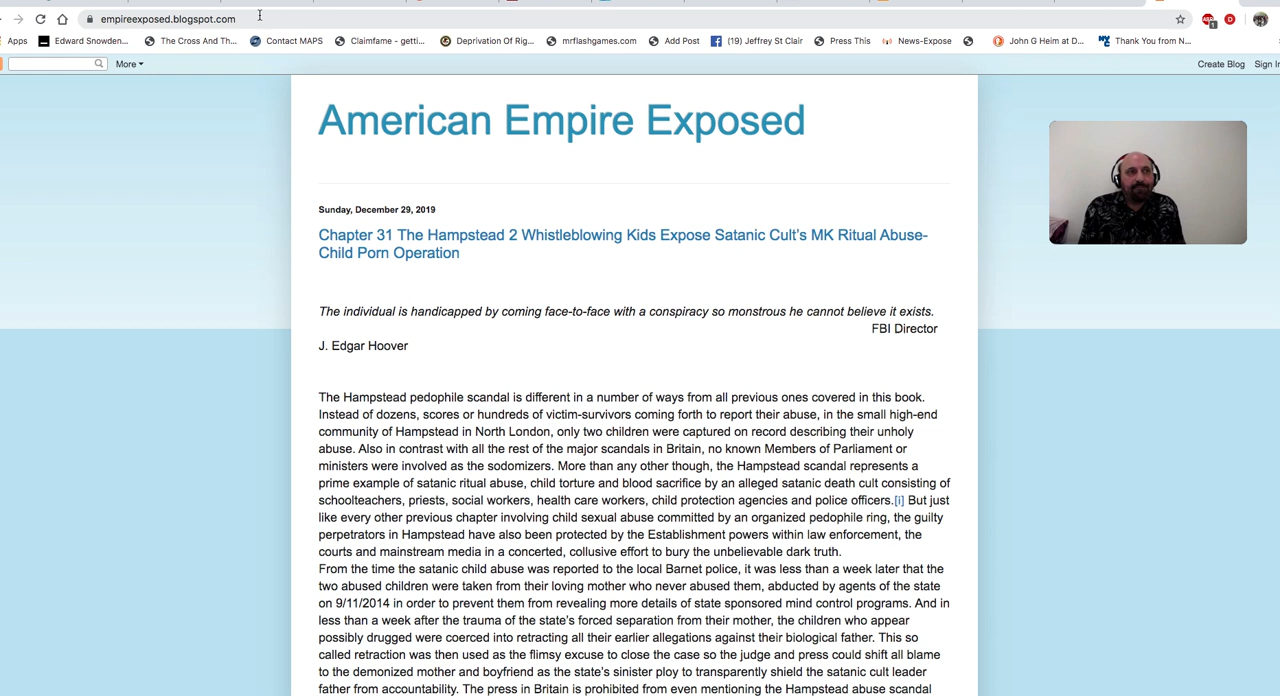 empireexposed.blogspot.com
Apps Edward Snowden... The Cross And Th... Contact MAPS Claimfame - getti... Deprivation Of Rig... mrflashgames.com Add Post (19) Jeffrey St Clair Press This News-Expose John G Heim at D... Thank You from N...
More Create Blog Sign In
American Empire Exposed
Sunday, December 29, 2019
Chapter 31 The Hampstead 2 Whistleblowing Kids Expose Satanic Cult's MK Ritual Abuse-
Child Porn Operation
The individual is handicapped by coming face-to-face with a conspiracy so monstrous he cannot believe it exists.
FBI Director
J. Edgar Hoover
The Hampstead pedophile scandal is different in a number of ways from all previous ones covered in this book.
Instead of dozens, scores or hundreds of victim-survivors coming forth to report their abuse, in the small high-end
community of Hampstead in North London, only two children were captured on record describing their unholy
abuse. Also in contrast with all the rest of the major scandals in Britain, no known Members of Parliament or
ministers were involved as the sodomizers. More than any other though, the Hampstead scandal represents a
prime example of satanic ritual abuse, child torture and blood sacrifice by an alleged satanic death cult consisting of
schoolteachers, priests, social workers, health care workers, child protection agencies and police officers.[i] But just
like every other previous chapter involving child sexual abuse committed by an organized pedophile ring, the guilty
perpetrators in Hampstead have also been protected by the Establishment powers within law enforcement, the
courts and mainstream media in a concerted, collusive effort to bury the unbelievable dark truth.
From the time the satanic child abuse was reported to the local Barnet police, it was less than a week later that the
two abused children were taken from their loving mother who never abused them, abducted by agents of the state
on 9/11/2014 in order to prevent them from revealing more details of state sponsored mind control programs. And in
less than a week after the trauma of the state's forced separation from their mother, the children who appear
possibly drugged were coerced into retracting all their earlier allegations against their biological father. This so
called retraction was then used as the flimsy excuse to close the case so the judge and press could shift all blame
to the demonized mother and boyfriend as the state's sinister ploy to transparently shield the satanic cult leader
father from accountability. The press in Britain is prohibited from even mentioning the Hampstead abuse scandal